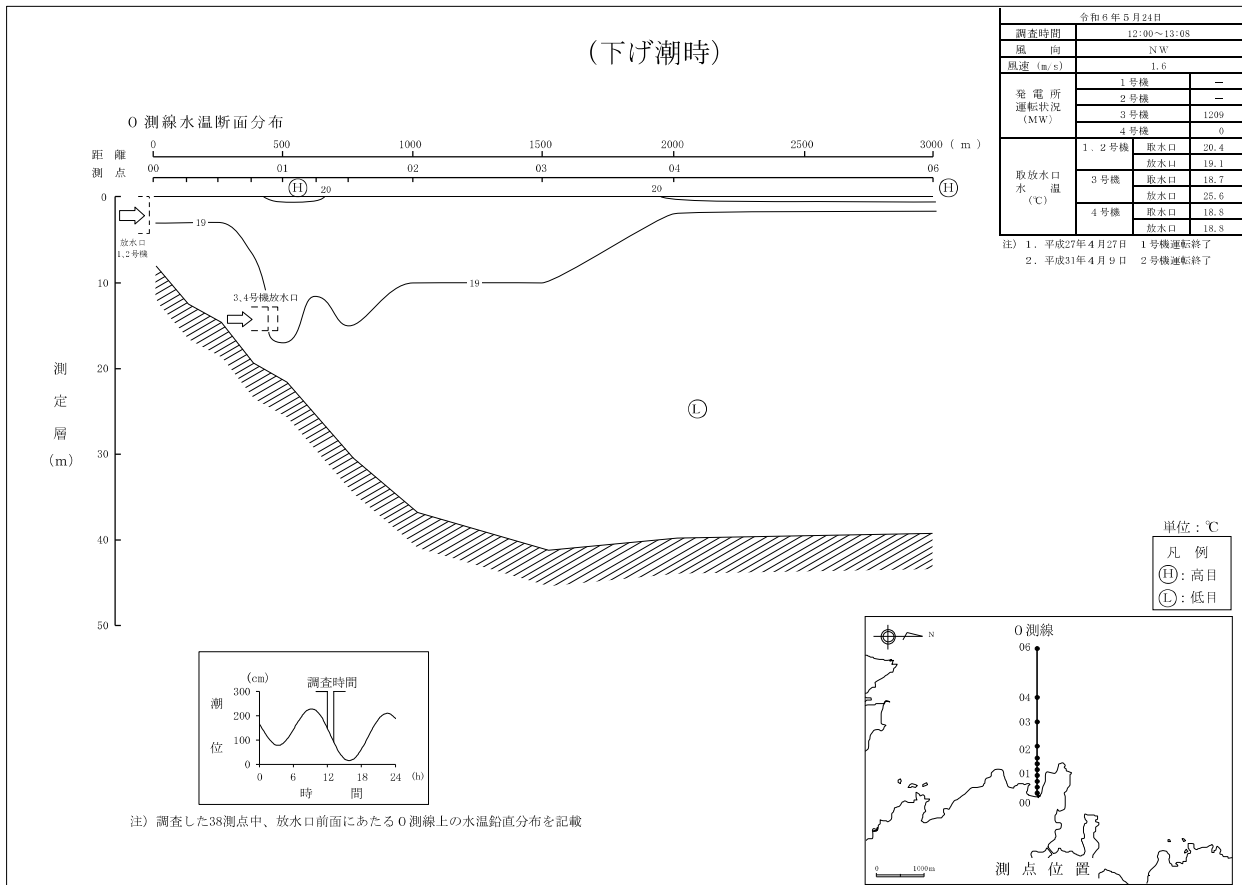 (下げ潮時)
令和6年5月24日
調査時間 12:00～13:08
風 向 NW
風速 (m/s) 1.6
発電所 運転状況 (MW)
1号機 －
2号機 －
3号機 1209
4号機 0
取放水口 水温 (℃)
1．2号機 取水口 20.4
放水口 19.1
3号機 取水口 18.7
放水口 25.6
4号機 取水口 18.8
放水口 18.8
注）1．平成27年4月27日 1号機運転終了
2．平成31年4月9日 2号機運転終了
０測線水温断面分布
距離 0 500 1000 1500 2000 2500 3000 (m)
測点 00 01 02 03 04 06
H 20 20 H
0
19
放水口
1,2号機
10
19
3,4号機放水口
20
L
30
40
50
測定層 (m)
単位：℃
凡 例
H：高目
L：低目
(cm)
調査時間
潮位
300
200
100
0
0 6 12 18 24 (h)
時 間
注）調査した38測点中、放水口前面にあたる０測線上の水温鉛直分布を記載
N
０測線
06
04
03
02
01
00
0 1000m
測点位置